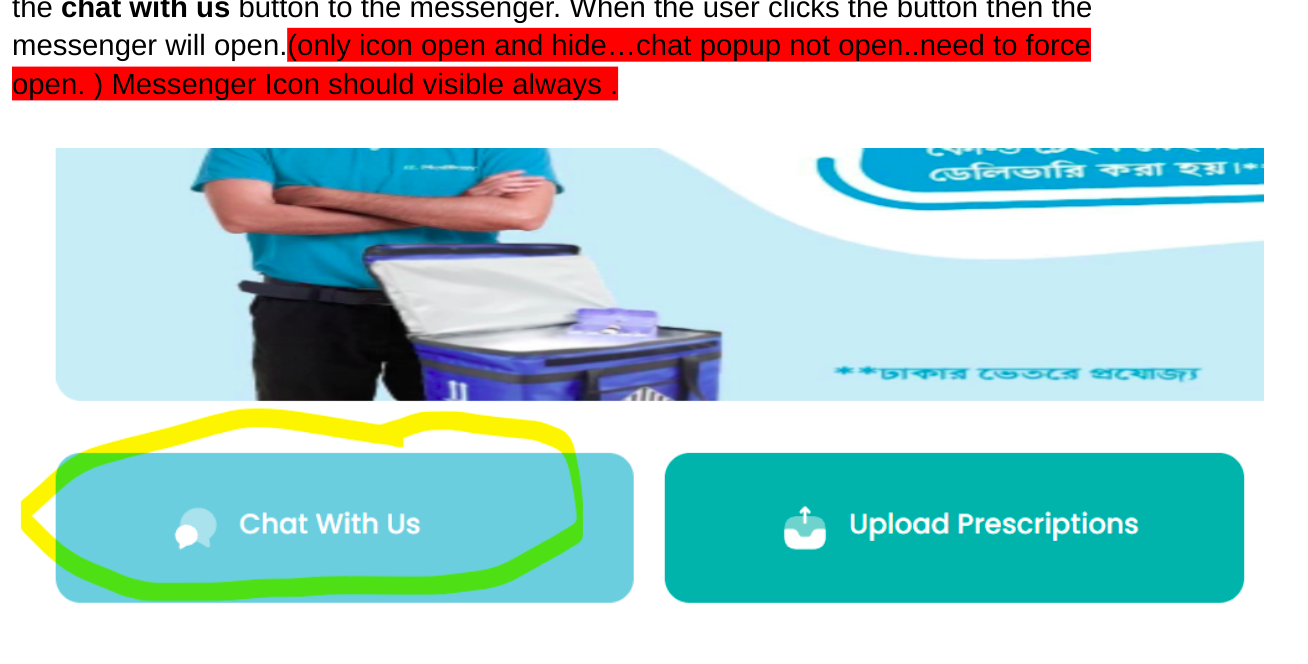 the chat with us button to the messenger. When the user clicks the button then the
messenger will open.(only icon open and hide…chat popup not open..need to force
open. ) Messenger Icon should visible always .
ডেলিভারি করা হয়।*
**ঢাকার ভেতরে প্রযোজ্য
Chat With Us
Upload Prescriptions